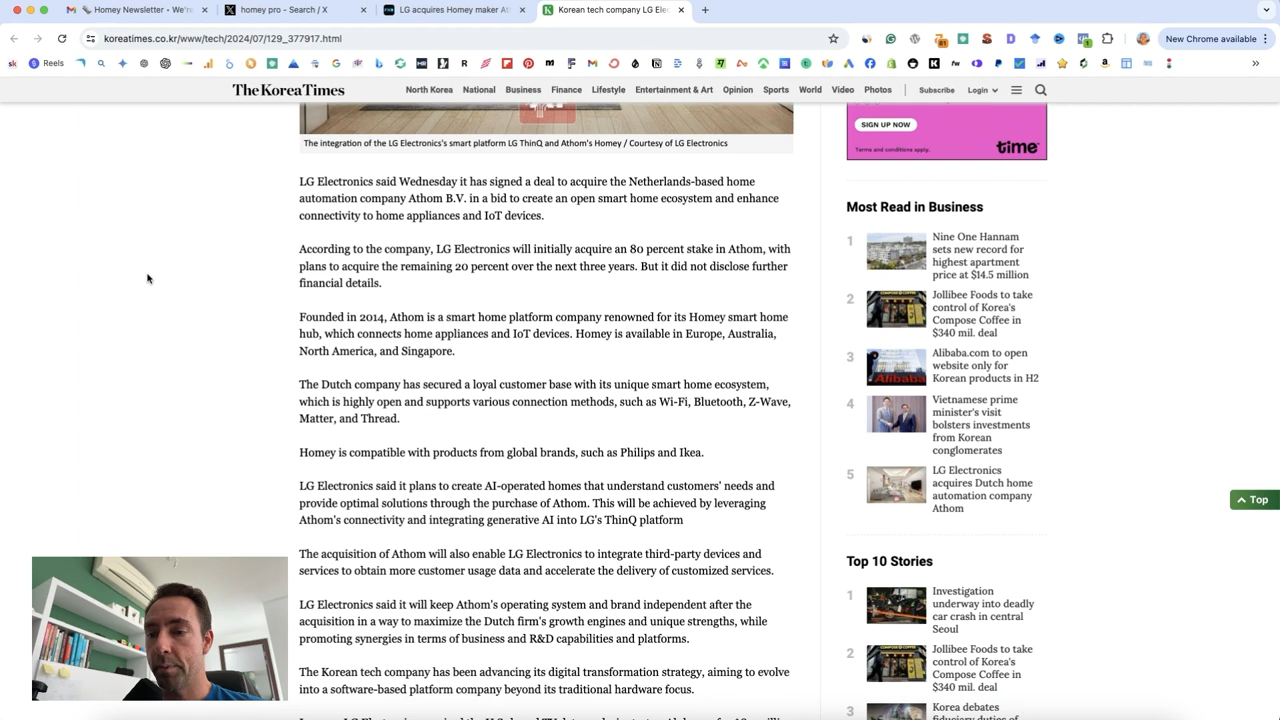 Homey Newsletter - We're
homey pro - Search / X
LG acquires Homey maker At
Korean tech company LG Elec
koreatimes.co.kr/www/tech/2024/07/129_377917.html
New Chrome available
Reels
The Korea Times
North Korea National Business Finance Lifestyle Entertainment & Art Opinion Sports World Video Photos Subscribe Login
The integration of the LG Electronics's smart platform LG ThinQ and Athom's Homey / Courtesy of LG Electronics
LG Electronics said Wednesday it has signed a deal to acquire the Netherlands-based home
automation company Athom B.V. in a bid to create an open smart home ecosystem and enhance
connectivity to home appliances and IoT devices.
According to the company, LG Electronics will initially acquire an 80 percent stake in Athom, with
plans to acquire the remaining 20 percent over the next three years. But it did not disclose further
financial details.
Founded in 2014, Athom is a smart home platform company renowned for its Homey smart home
hub, which connects home appliances and IoT devices. Homey is available in Europe, Australia,
North America, and Singapore.
The Dutch company has secured a loyal customer base with its unique smart home ecosystem,
which is highly open and supports various connection methods, such as Wi-Fi, Bluetooth, Z-Wave,
Matter, and Thread.
Homey is compatible with products from global brands, such as Philips and Ikea.
LG Electronics said it plans to create AI-operated homes that understand customers' needs and
provide optimal solutions through the purchase of Athom. This will be achieved by leveraging
Athom's connectivity and integrating generative AI into LG's ThinQ platform
The acquisition of Athom will also enable LG Electronics to integrate third-party devices and
services to obtain more customer usage data and accelerate the delivery of customized services.
LG Electronics said it will keep Athom's operating system and brand independent after the
acquisition in a way to maximize the Dutch firm's growth engines and unique strengths, while
promoting synergies in terms of business and R&D capabilities and platforms.
The Korean tech company has been advancing its digital transformation strategy, aiming to evolve
into a software-based platform company beyond its traditional hardware focus.
SIGN UP NOW
Terms and conditions apply.
time
Most Read in Business
1
Nine One Hannam
sets new record for
highest apartment
price at $14.5 million
2
Jollibee Foods to take
control of Korea's
Compose Coffee in
$340 mil. deal
3
Alibaba.com to open
website only for
Korean products in H2
4
Vietnamese prime
minister's visit
bolsters investments
from Korean
conglomerates
5
LG Electronics
acquires Dutch home
automation company
Athom
Top
Top 10 Stories
1
Investigation
underway into deadly
car crash in central
Seoul
2
Jollibee Foods to take
control of Korea's
Compose Coffee in
$340 mil. deal
3
Korea debates